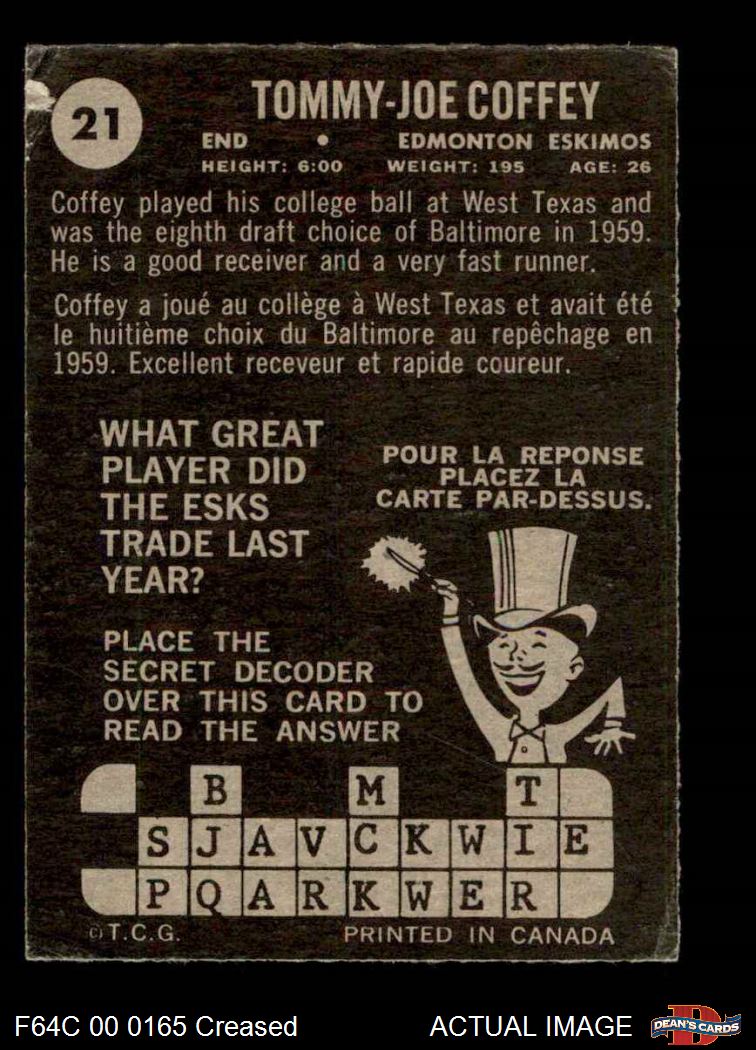 21
TOMMY-JOE COFFEY
END • EDMONTON ESKIMOS
HEIGHT: 6:00 WEIGHT: 195 AGE: 26
Coffey played his college ball at West Texas and
was the eighth draft choice of Baltimore in 1959.
He is a good receiver and a very fast runner.
Coffey a joué au collège à West Texas et avait été
le huitième choix du Baltimore au repêchage en
1959. Excellent receveur et rapide coureur.
WHAT GREAT
PLAYER DID
THE ESKS
TRADE LAST
YEAR?
POUR LA REPONSE
PLACEZ LA
CARTE PAR-DESSUS.
PLACE THE
SECRET DECODER
OVER THIS CARD TO
READ THE ANSWER
B M T
S J A V C K W I E
P Q A R K W E R
© T.C.G. PRINTED IN CANADA
F64C 00 0165 Creased ACTUAL IMAGE
D
DEAN'S CARDS